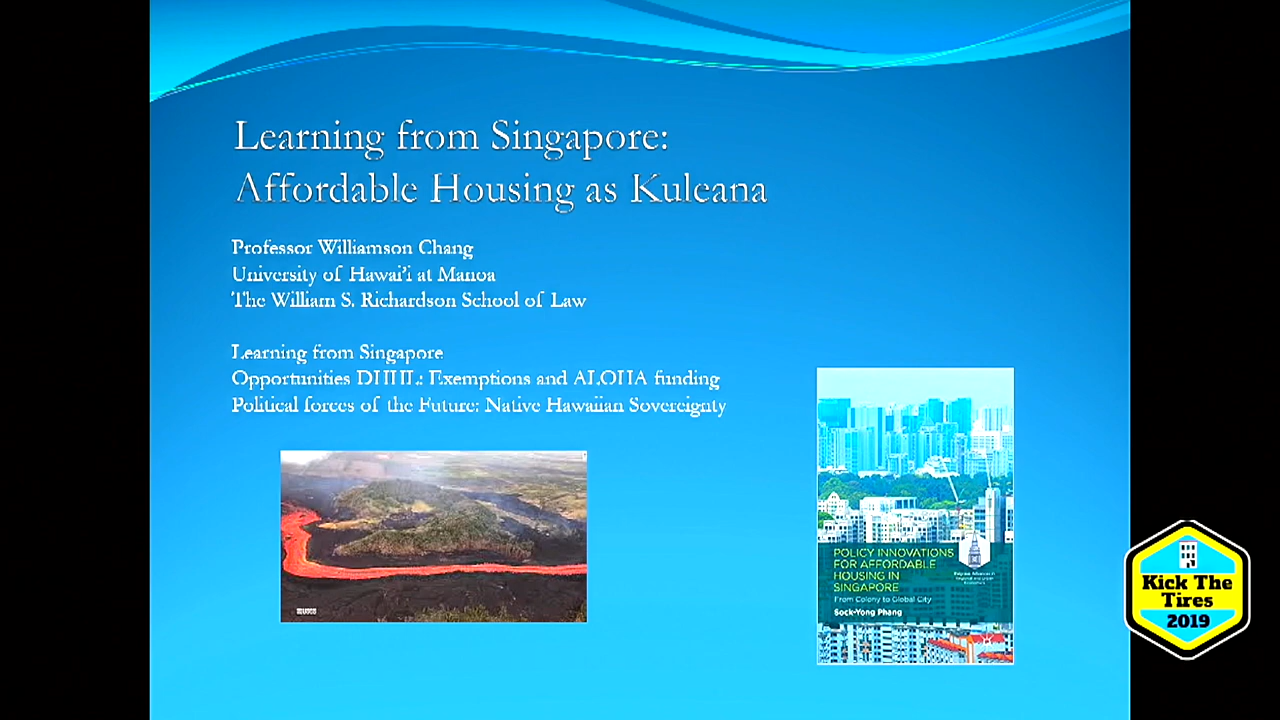 Learning from Singapore:
Affordable Housing as Kuleana
Professor Williamson Chang
University of Hawai'i at Manoa
The William S. Richardson School of Law
Learning from Singapore
Opportunities DHHL: Exemptions and ALOHA funding
Political forces of the Future: Native Hawaiian Sovereignty
USGS
POLICY INNOVATIONS
FOR AFFORDABLE
HOUSING IN
SINGAPORE
From Colony to Global City
Sock-Yong Phang
Kick The
Tires
2019